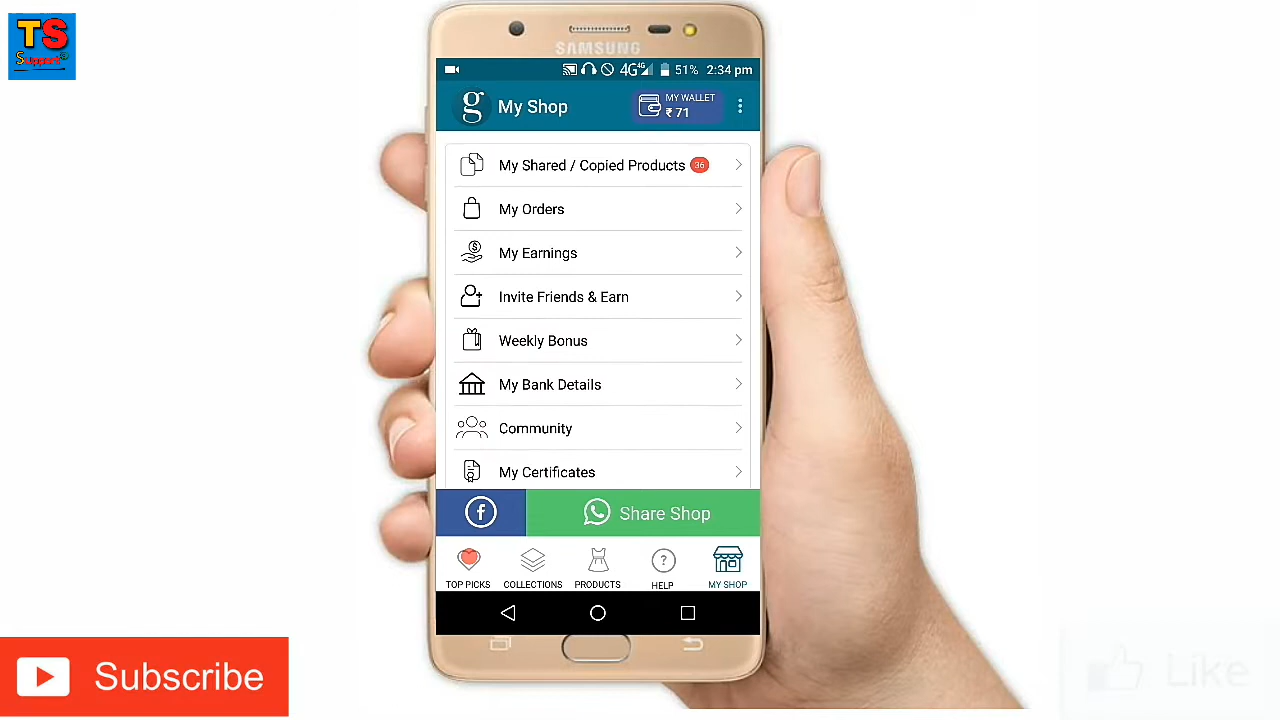 TS
Support
SAMSUNG
4G 4G 51% 2:34 pm
g My Shop
MY WALLET
₹ 71
My Shared / Copied Products 36
My Orders
My Earnings
Invite Friends & Earn
Weekly Bonus
My Bank Details
Community
My Certificates
f Share Shop
TOP PICKS COLLECTIONS PRODUCTS HELP MY SHOP
Subscribe
Like